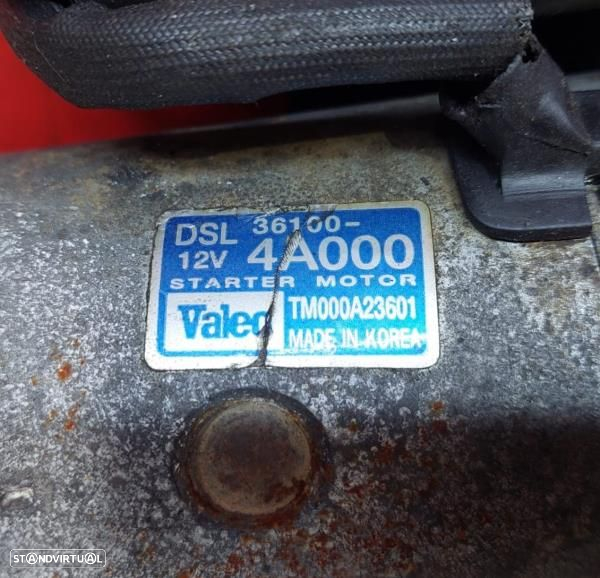 DSL 36100-
12V 4A000
STARTER MOTOR
Valeo TM000A23601
MADE IN KOREA
STANDVIRTUAL